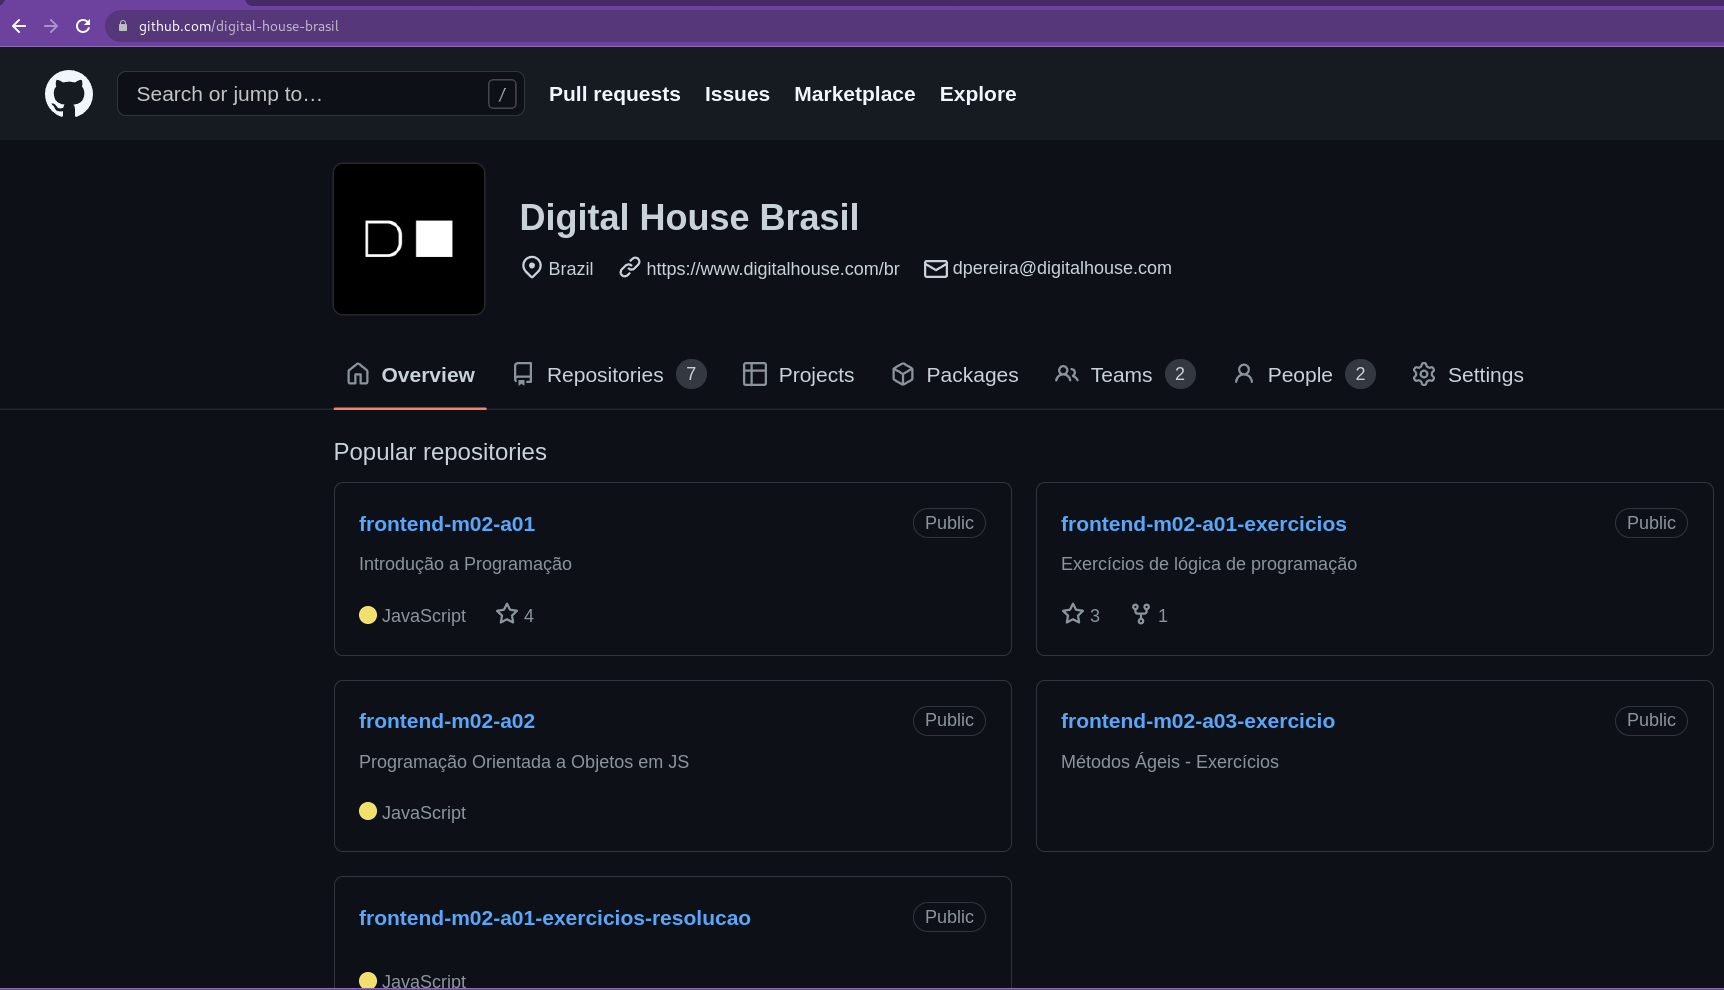 github.com/digital-house-brasil
Search or jump to… /
Pull requests Issues Marketplace Explore
Digital House Brasil
Brazil https://www.digitalhouse.com/br dpereira@digitalhouse.com
Overview Repositories 7 Projects Packages Teams 2 People 2 Settings
Popular repositories
frontend-m02-a01 Public
Introdução a Programação
JavaScript 4
frontend-m02-a01-exercicios Public
Exercícios de lógica de programação
3 1
frontend-m02-a02 Public
Programação Orientada a Objetos em JS
JavaScript
frontend-m02-a03-exercicio Public
Métodos Ágeis - Exercícios
frontend-m02-a01-exercicios-resolucao Public
JavaScript